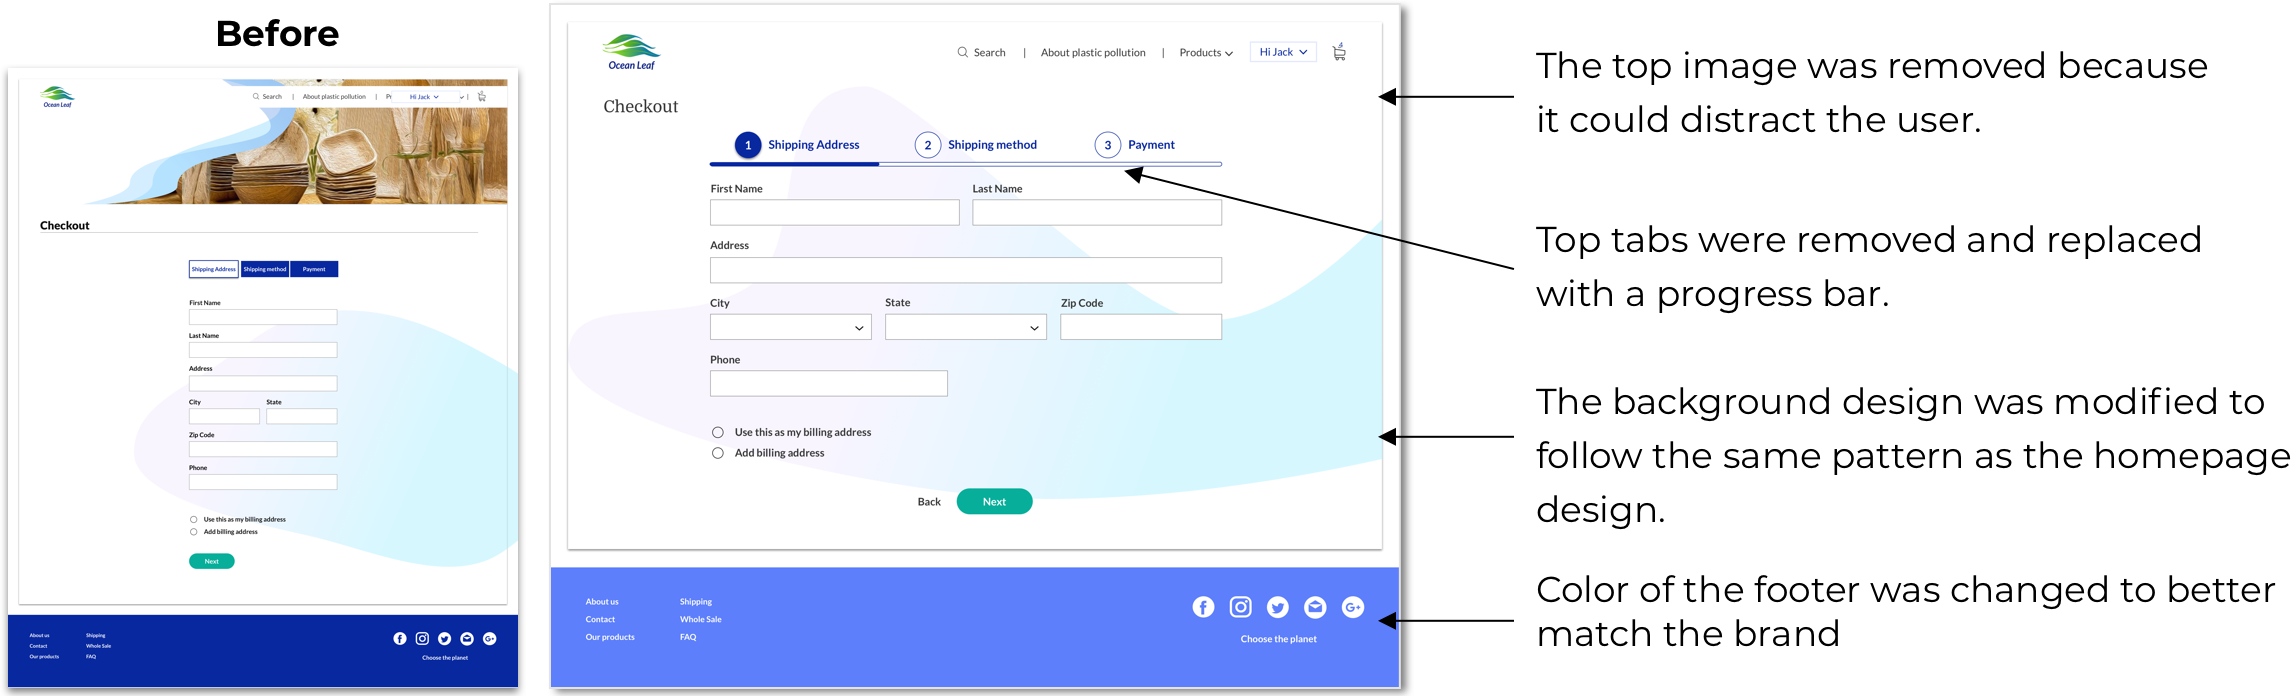 Before
Ocean Leaf
Search | About plastic pollution | Pr Hi Jack |
Checkout
Shipping Address Shipping method Payment
First Name
Last Name
Address
City State
Zip Code
Phone
Use this as my billing address
Add billing address
Next
About us Shipping
Contact Whole Sale
Our products FAQ
Choose the planet
Ocean Leaf
Search | About plastic pollution | Products Hi Jack
Checkout
1 Shipping Address 2 Shipping method 3 Payment
First Name Last Name
Address
City State Zip Code
Phone
Use this as my billing address
Add billing address
Back Next
About us Shipping
Contact Whole Sale
Our products FAQ
G+
Choose the planet
The top image was removed because
it could distract the user.
Top tabs were removed and replaced
with a progress bar.
The background design was modified to
follow the same pattern as the homepage
design.
Color of the footer was changed to better
match the brand